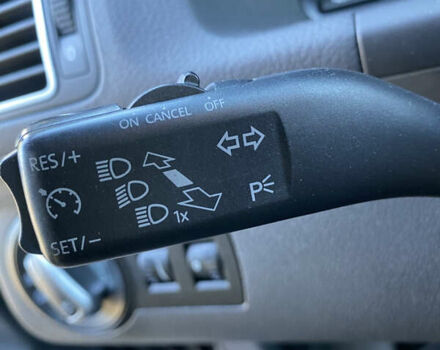 ON CANCEL OFF
RES/+
1x
P
SET/-